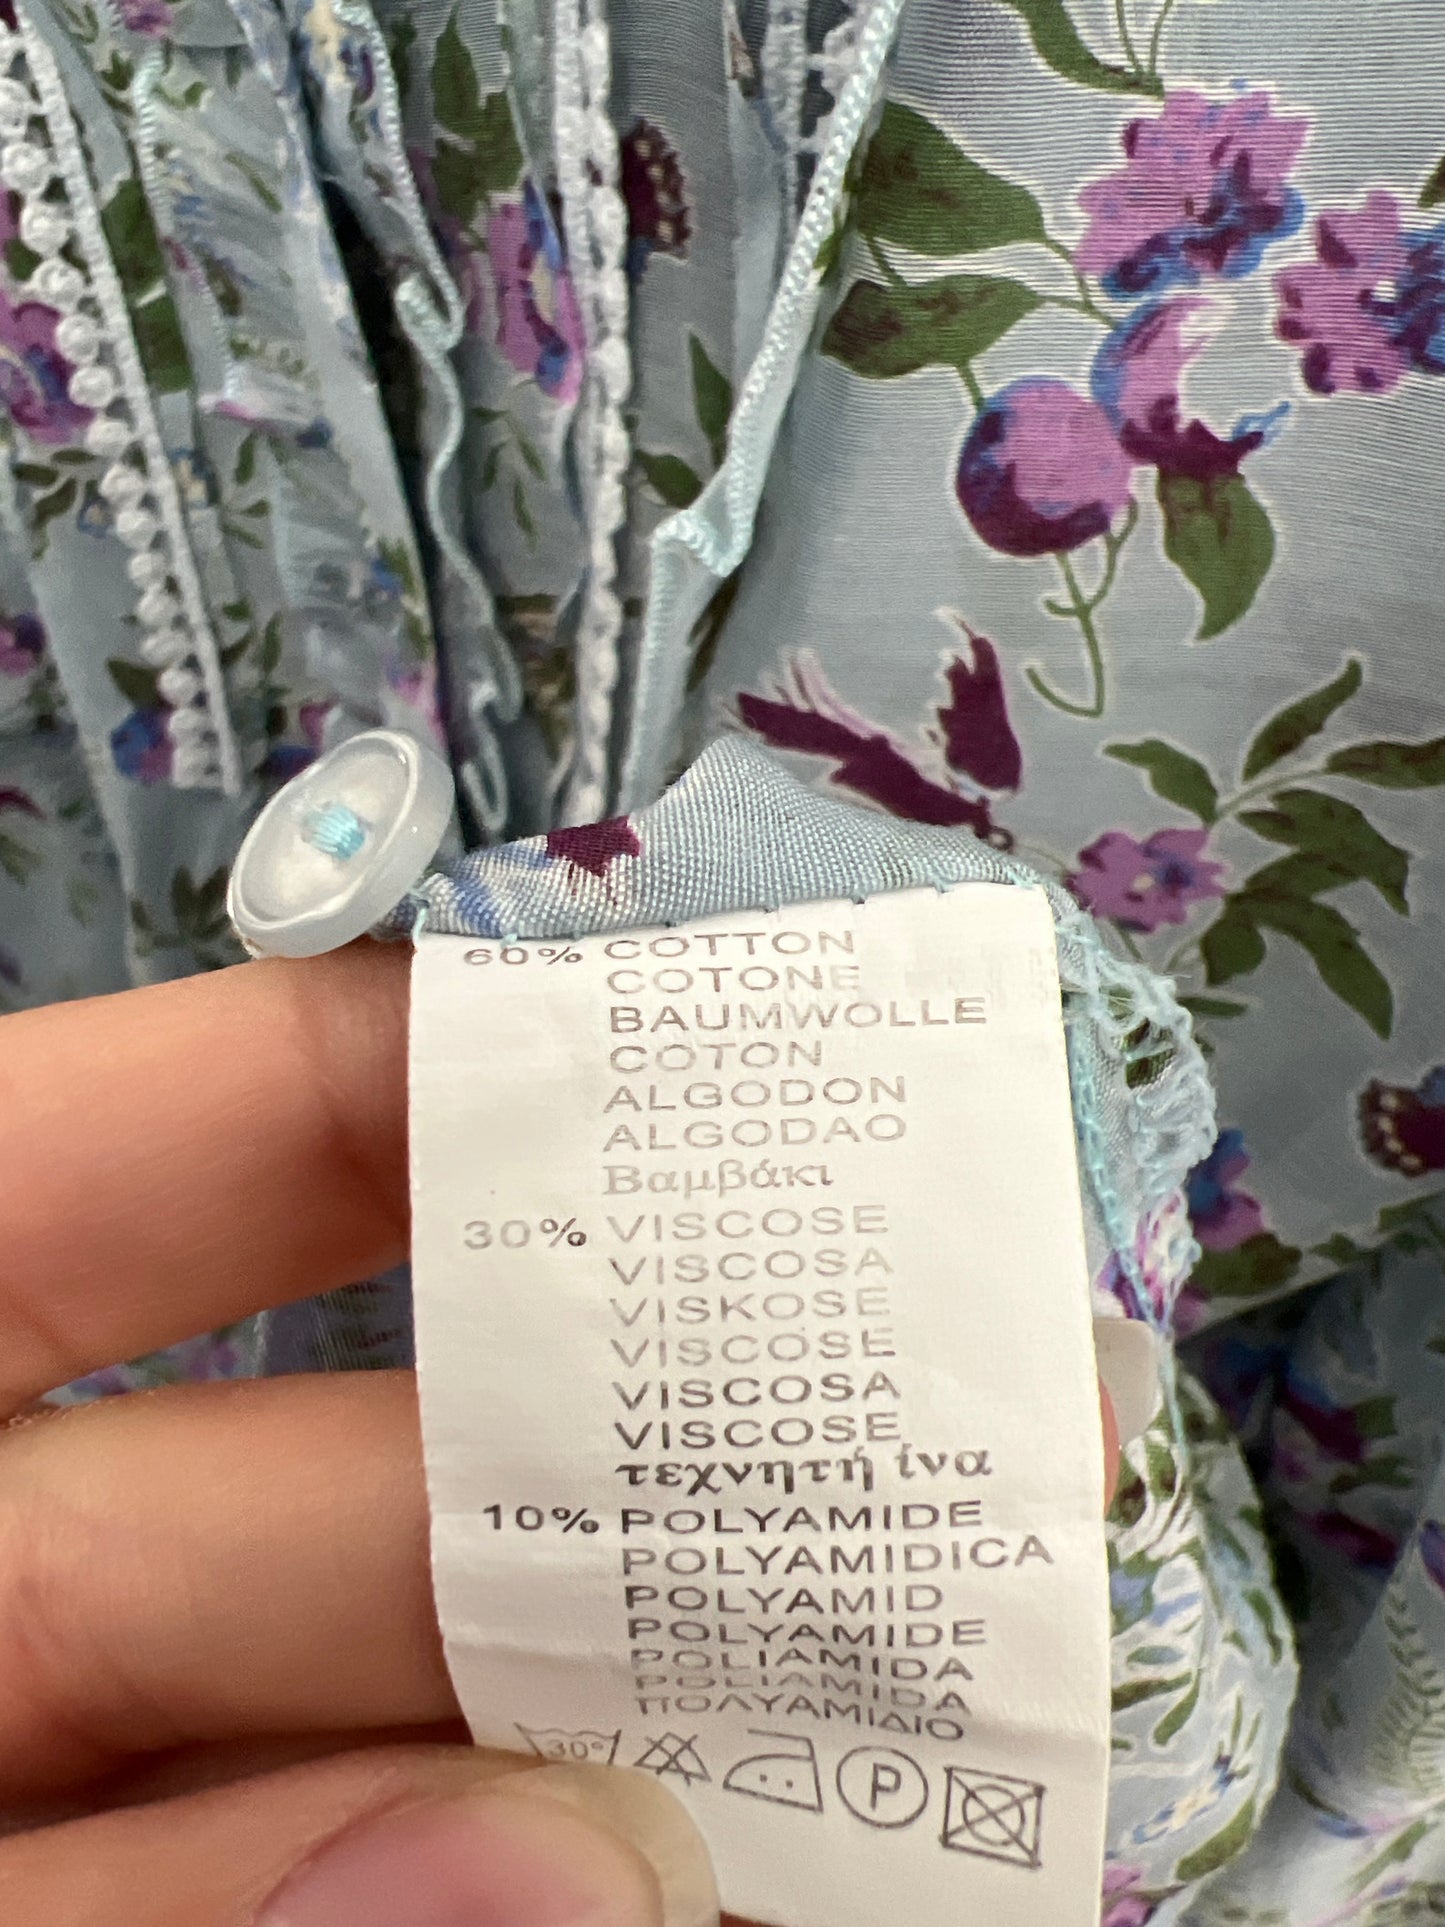 60% COTTON
COTONE
BAUMWOLLE
COTON
ALGODON
ALGODAO
Βαμβάκι
30% VISCOSE
VISCOSA
VISKOSE
VISCOSE
VISCOSA
VISCOSE
τεχνητή ίνα
10% POLYAMIDE
POLYAMIDICA
POLYAMID
POLYAMIDE
POLIAMIDA
POLIAMIDA
ΠΟΛΥΑΜΙΔΙΟ
30° P